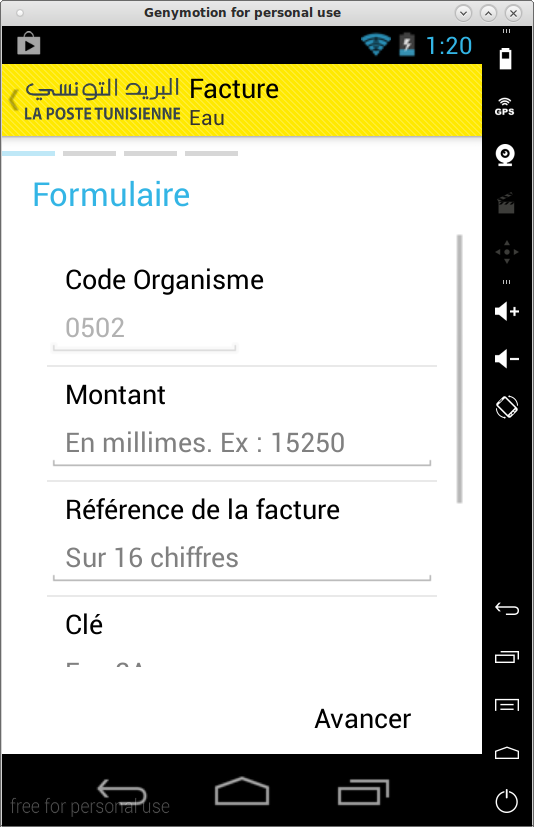 Genymotion for personal use
1:20
البريد التونسي
LA POSTE TUNISIENNE
Facture
Eau
GPS
Formulaire
Code Organisme
0502
Montant
En millimes. Ex : 15250
Référence de la facture
Sur 16 chiffres
Clé
Avancer
free for personal use